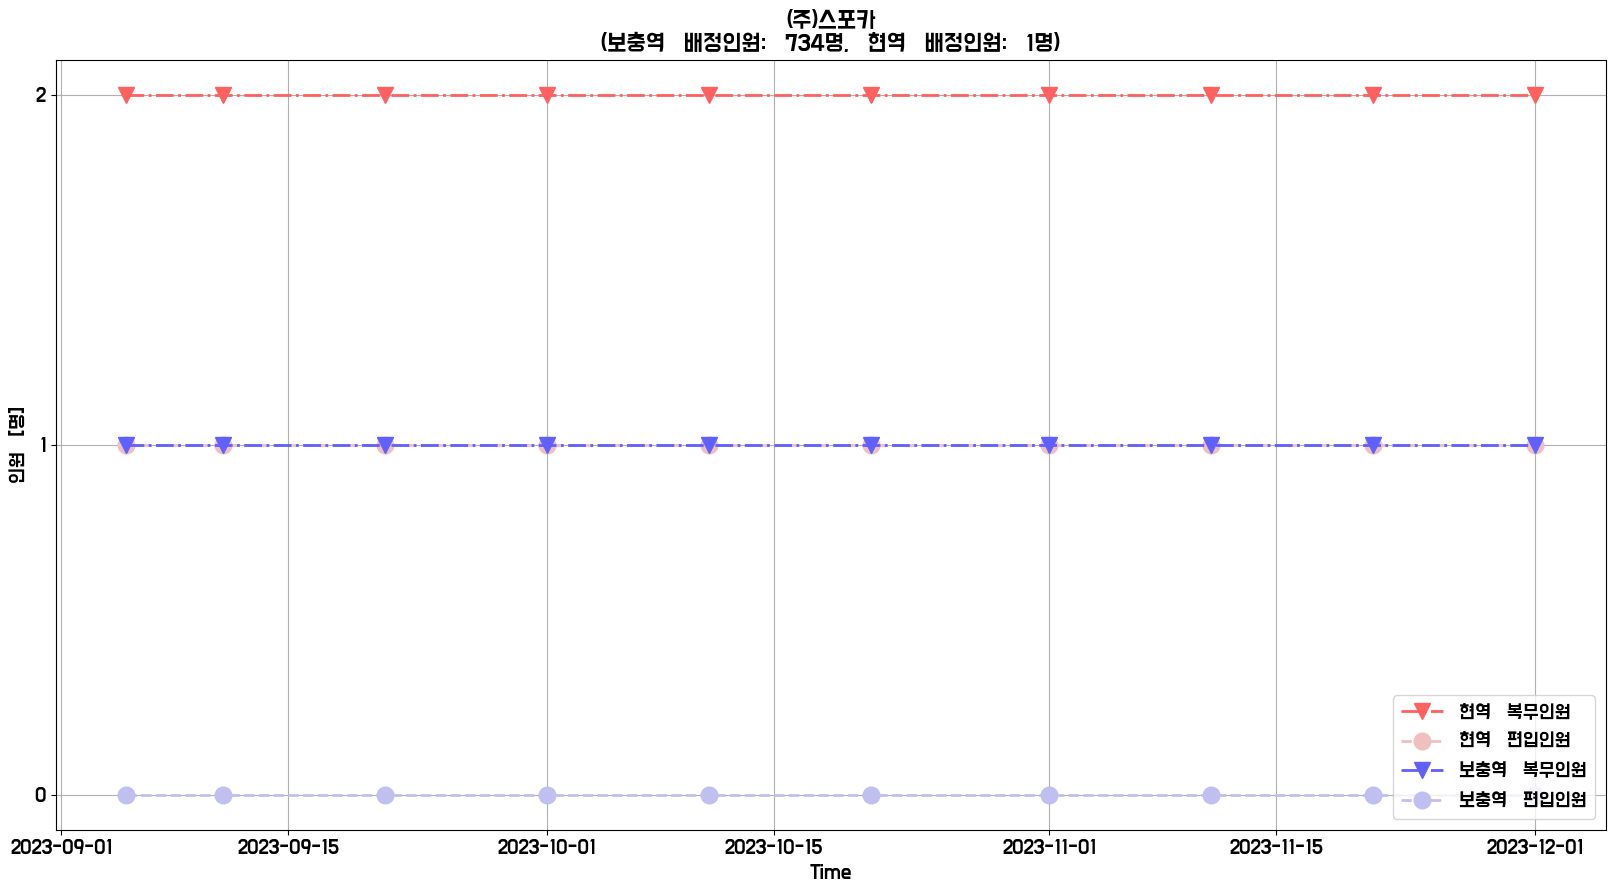 (주)스포카
(보충역 배정인원: 734명, 현역 배정인원: 1명)
2
1
0
인원 [명]
현역 복무인원
현역 편입인원
보충역 복무인원
보충역 편입인원
2023-09-01 2023-09-15 2023-10-01 2023-10-15 2023-11-01 2023-11-15 2023-12-01
Time